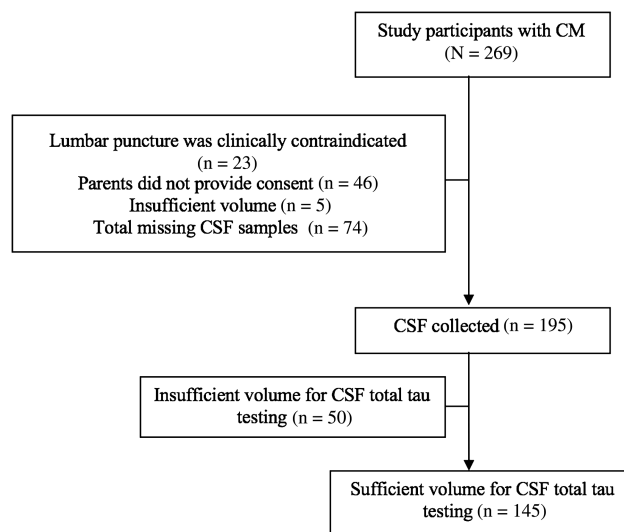 Study participants with CM
(N = 269)
Lumbar puncture was clinically contraindicated
(n = 23)
Parents did not provide consent (n = 46)
Insufficient volume (n = 5)
Total missing CSF samples (n = 74)
CSF collected (n = 195)
Insufficient volume for CSF total tau
testing (n = 50)
Sufficient volume for CSF total tau
testing (n = 145)